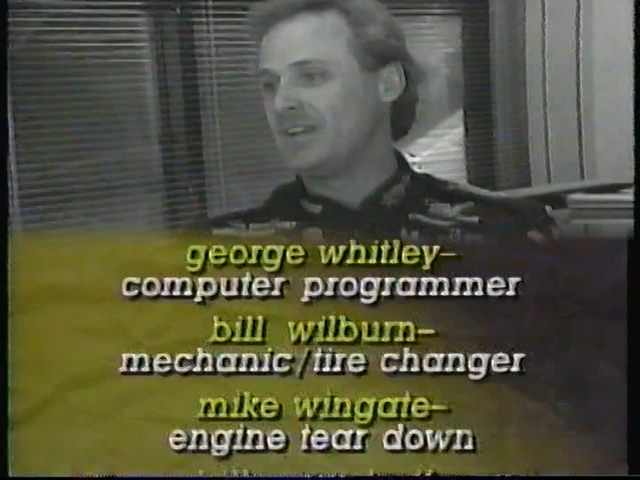 george whitley–
computer programmer
bill wilburn–
mechanic/tire changer
mike wingate–
engine tear down